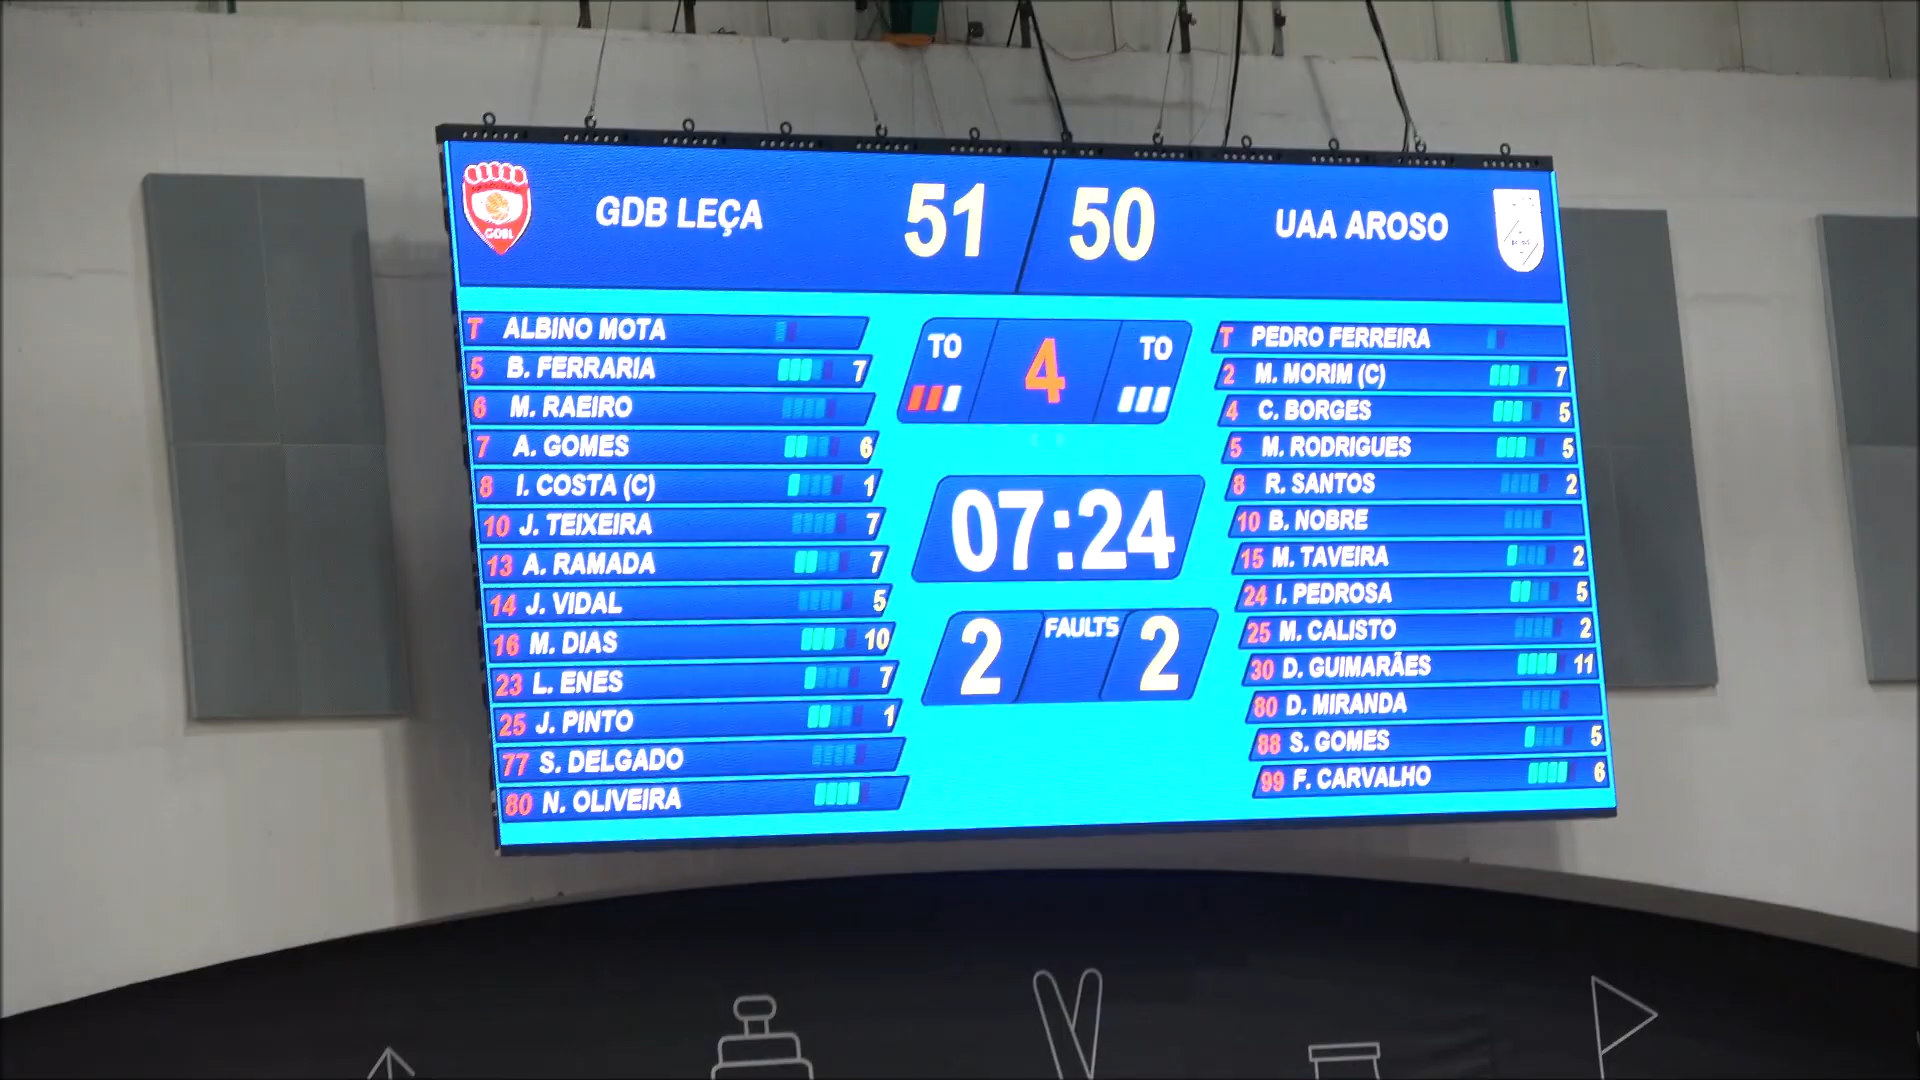 GDB LEÇA 51 50 UAA AROSO
GDBL
T ALBINO MOTA
5 B. FERRARIA 7
6 M. RAEIRO
7 A. GOMES 6
8 I. COSTA (C) 1
10 J. TEIXEIRA 7
13 A. RAMADA 7
14 J. VIDAL 5
16 M. DIAS 10
23 L. ENES 7
25 J. PINTO 1
77 S. DELGADO
80 N. OLIVEIRA
TO 4 TO
07:24
2 FAULTS 2
T PEDRO FERREIRA
2 M. MORIM (C) 7
4 C. BORGES 5
5 M. RODRIGUES 5
8 R. SANTOS 2
10 B. NOBRE
15 M. TAVEIRA 2
24 I. PEDROSA 5
25 M. CALISTO 2
30 D. GUIMARÃES 11
80 D. MIRANDA
88 S. GOMES 5
99 F. CARVALHO 6